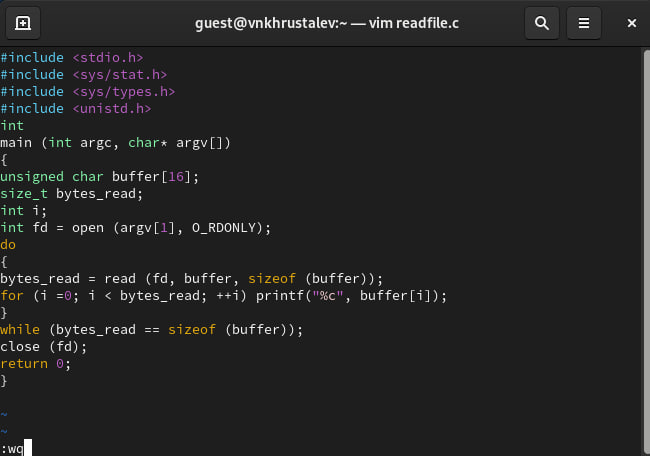 guest@vnkhrustalev:~ — vim readfile.c
#include <stdio.h>
#include <sys/stat.h>
#include <sys/types.h>
#include <unistd.h>
int
main (int argc, char* argv[])
{
unsigned char buffer[16];
size_t bytes_read;
int i;
int fd = open (argv[1], O_RDONLY);
do
{
bytes_read = read (fd, buffer, sizeof (buffer));
for (i =0; i < bytes_read; ++i) printf("%c", buffer[i]);
}
while (bytes_read == sizeof (buffer));
close (fd);
return 0;
}
~
~
:wq